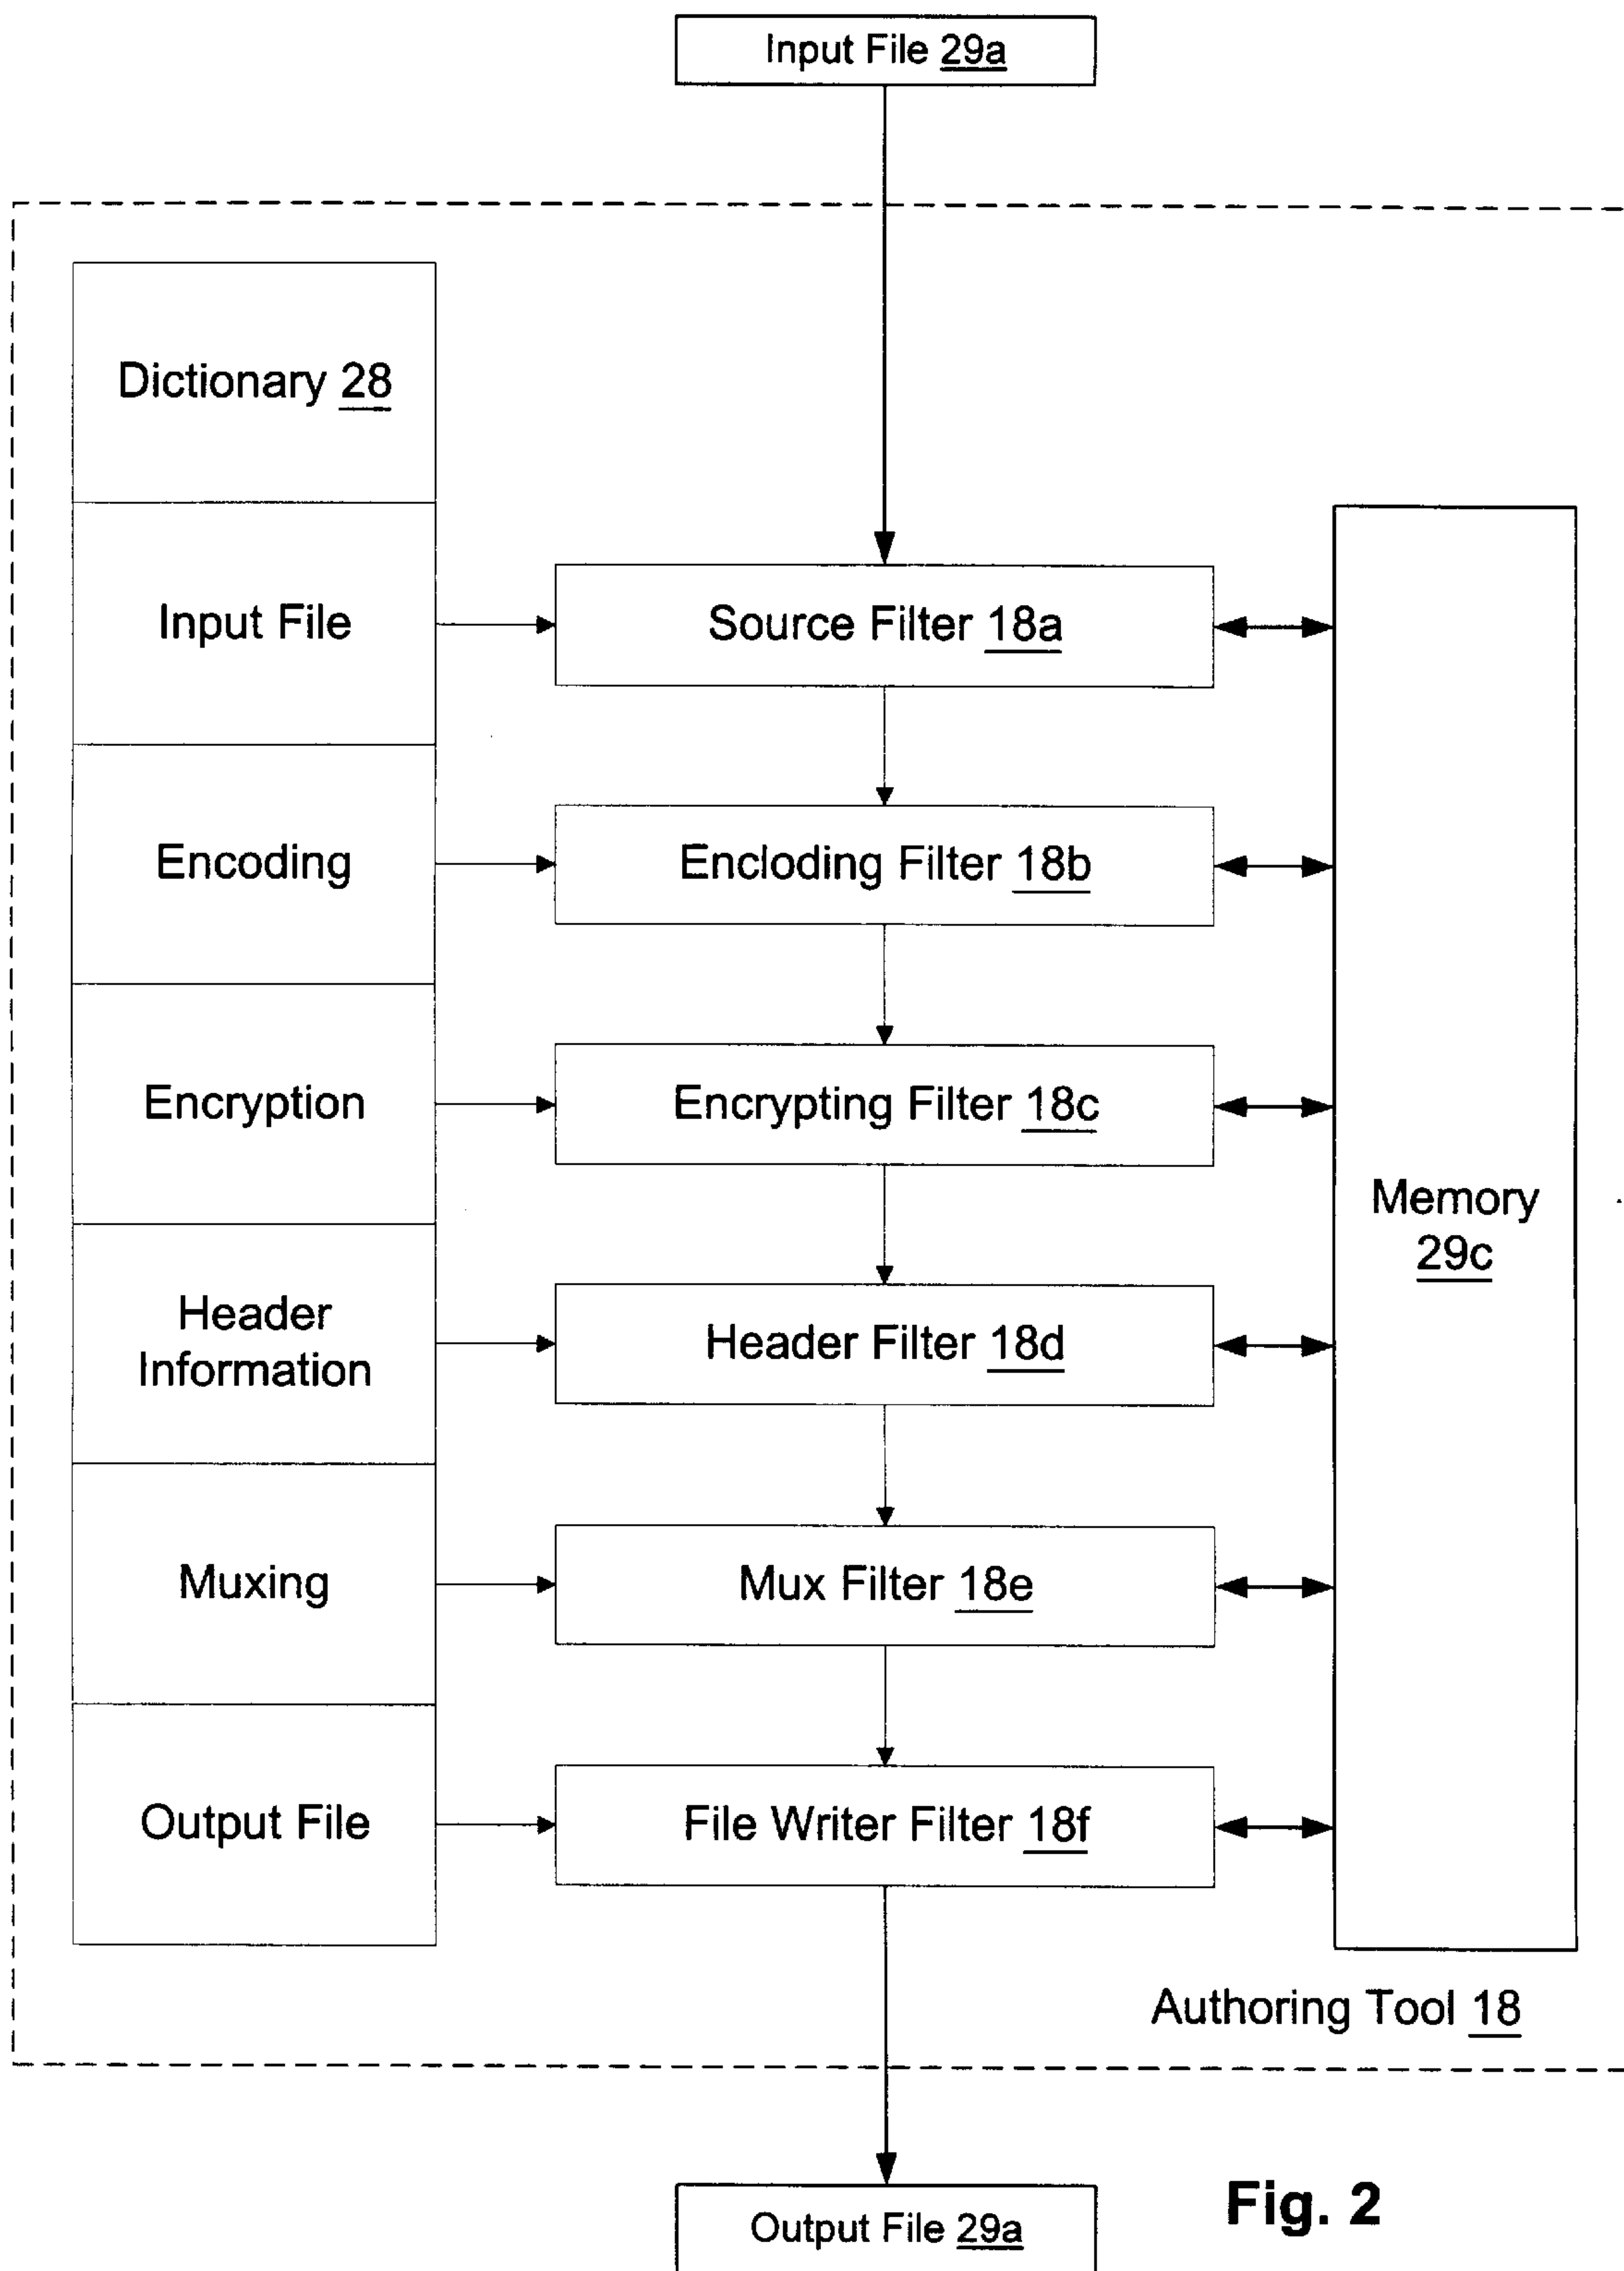 Input File 29a
Dictionary 28
Input File
Source Filter 18a
Encoding
Encloding Filter 18b
Encryption
Encrypting Filter 18c
Memory
29c
Header
Information
Header Filter 18d
Muxing
Mux Filter 18e
Output File
File Writer Filter 18f
Authoring Tool 18
Output File 29a
Fig. 2